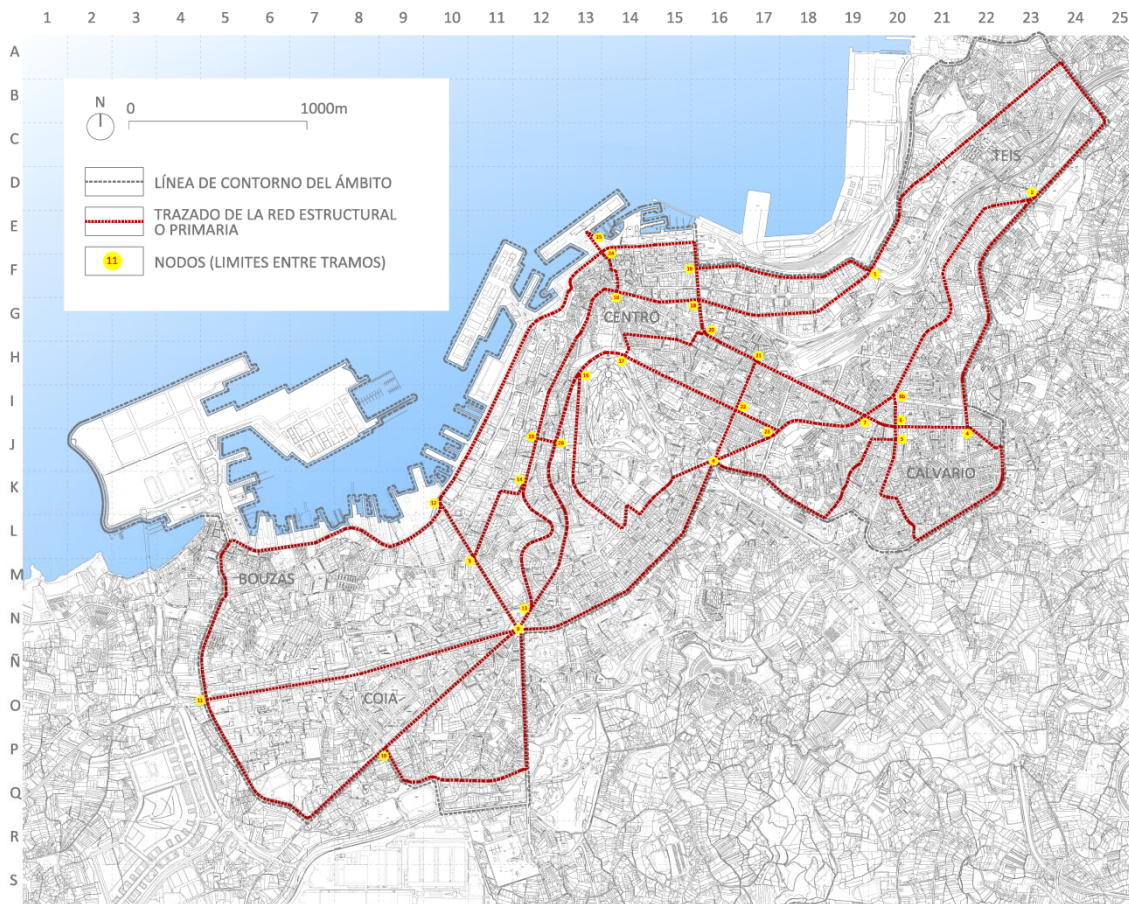 1 2 3 4 5 6 7 8 9 10 11 12 13 14 15 16 17 18 19 20 21 22 23 24 25
A
B
C
D
E
F
G
H
I
J
K
L
M
N
Ñ
O
P
Q
R
S
N
0 1000m
LÍNEA DE CONTORNO DEL ÁMBITO
TRAZADO DE LA RED ESTRUCTURAL
O PRIMARIA
11 NODOS (LIMITES ENTRE TRAMOS)
TEIS
CENTRO
CALVARIO
BOUZAS
COIA